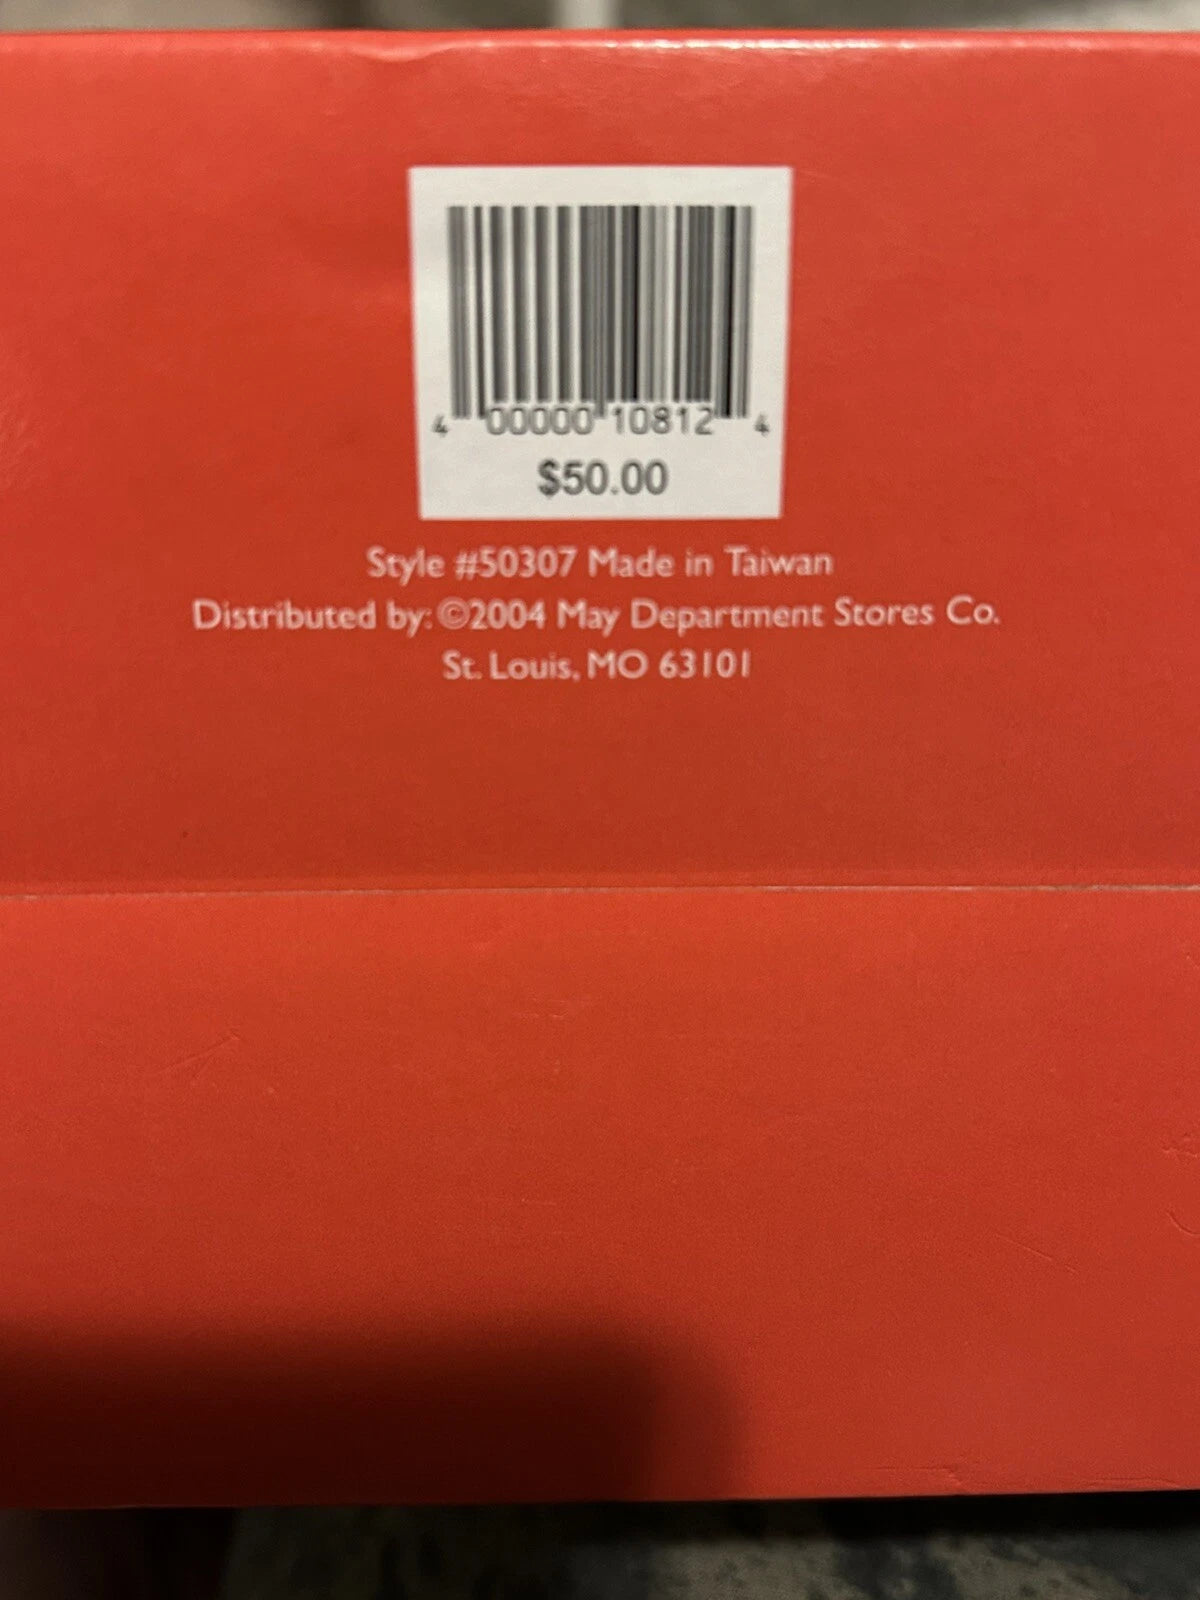 4 00000 10812 4
$50.00
Style #50307 Made in Taiwan
Distributed by: ©2004 May Department Stores Co.
St. Louis, MO 63101